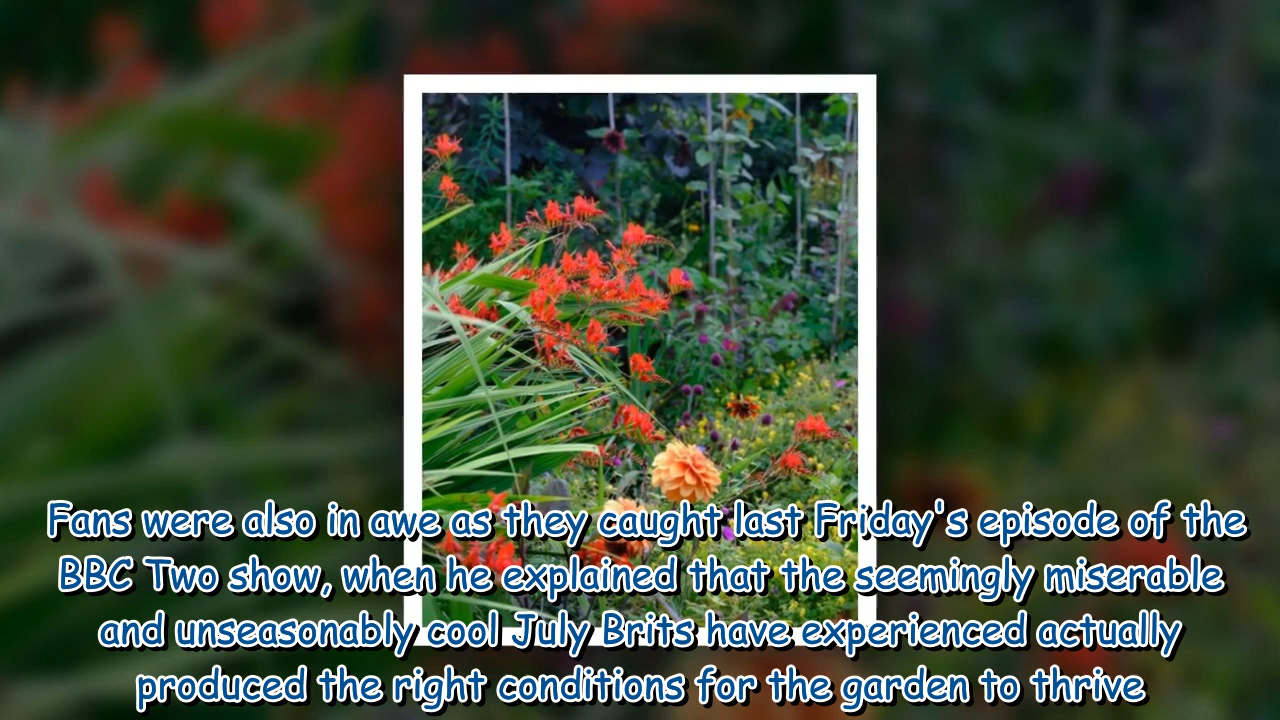 Fans were also in awe as they caught last Friday's episode of the
BBC Two show, when he explained that the seemingly miserable
and unseasonably cool July Brits have experienced actually
produced the right conditions for the garden to thrive